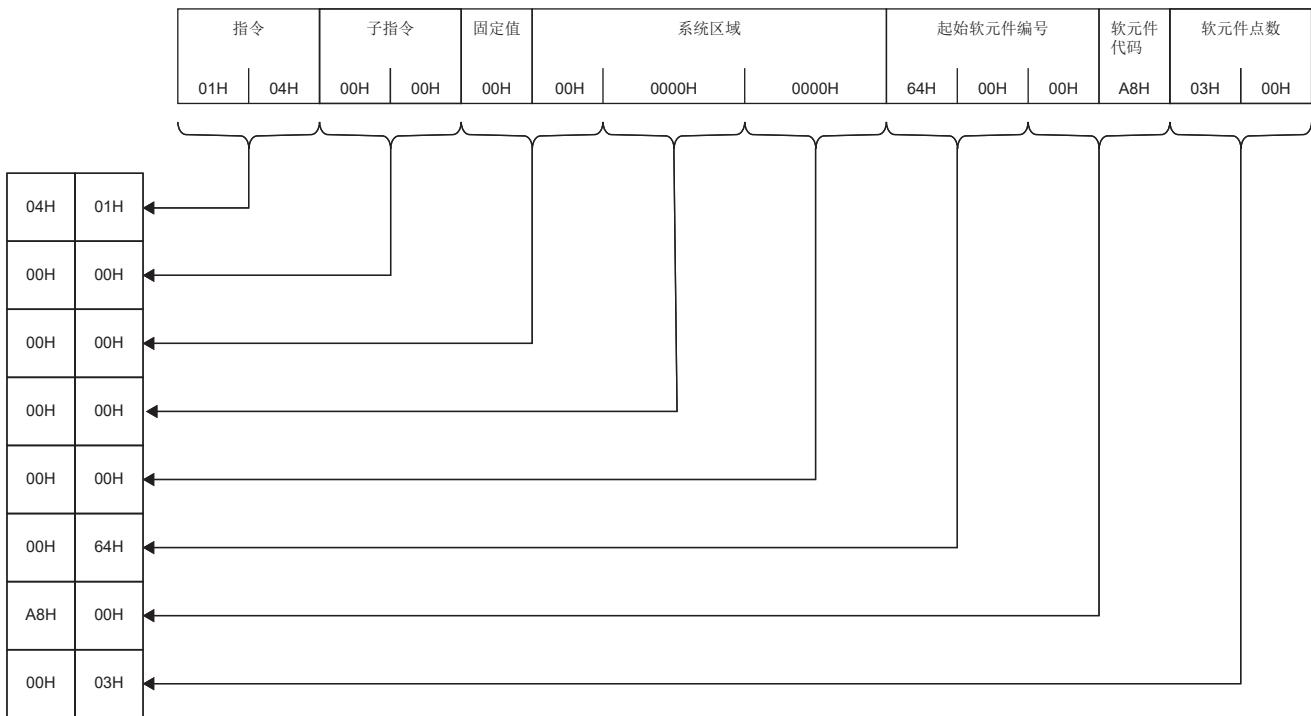 指令 子指令 固定值 系统区域 起始软元件编号 软元件 软元件点数
代码
01H 04H 00H 00H 00H 00H 0000H 0000H 64H 00H 00H A8H 03H 00H
04H 01H
00H 00H
00H 00H
00H 00H
00H 00H
00H 64H
A8H 00H
00H 03H